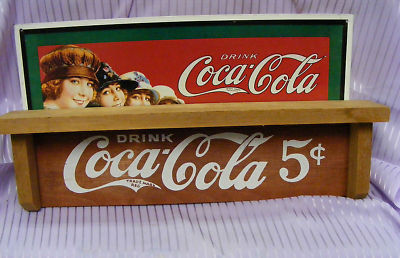 DRINK
Coca-Cola
DRINK
Coca-Cola 5¢
TRADE MARK
REG.